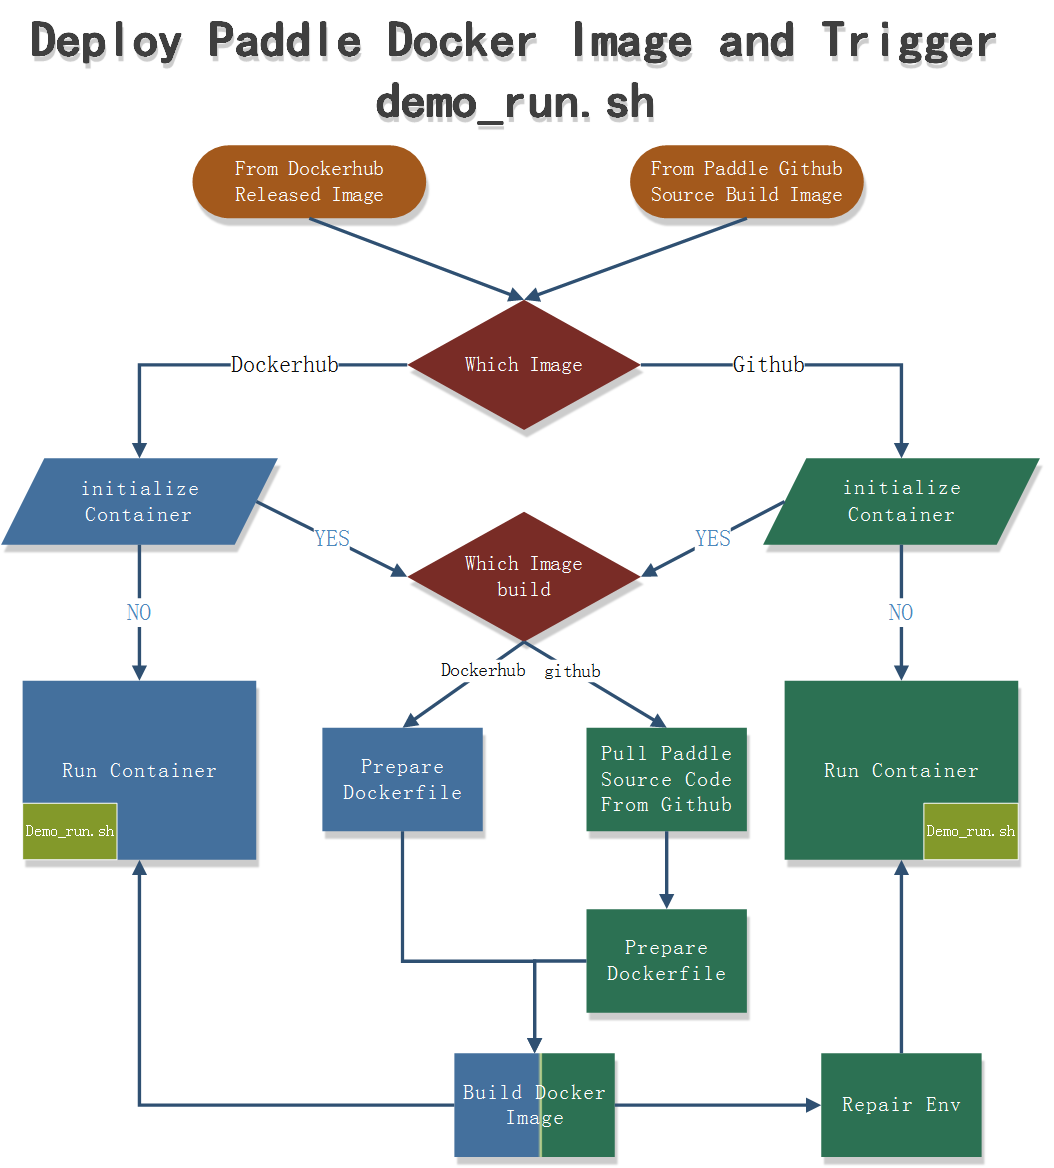 Deploy Paddle Docker Image and Trigger
demo_run.sh
From Dockerhub
Released Image
From Paddle Github
Source Build Image
Which Image
Dockerhub
Github
initialize
Container
initialize
Container
YES
YES
Which Image
build
NO
NO
Dockerhub
github
Run Container
Demo_run.sh
Prepare
Dockerfile
Pull Paddle
Source Code
From Github
Run Container
Demo_run.sh
Prepare
Dockerfile
Build Docker
Image
Repair Env